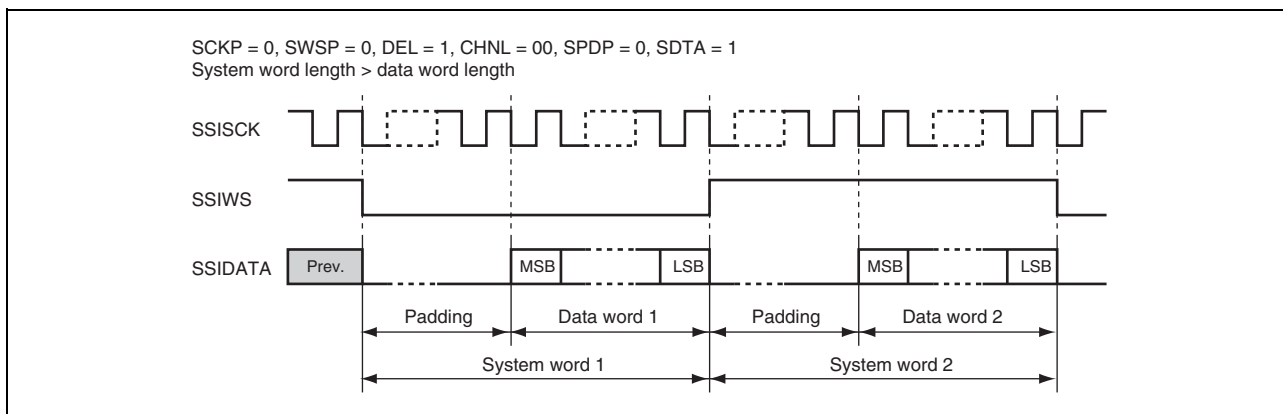 SCKP = 0, SWSP = 0, DEL = 1, CHNL = 00, SPDP = 0, SDTA = 1
System word length > data word length
SSISCK
SSIWS
SSIDATA Prev. MSB LSB MSB LSB
Padding Data word 1 Padding Data word 2
System word 1 System word 2